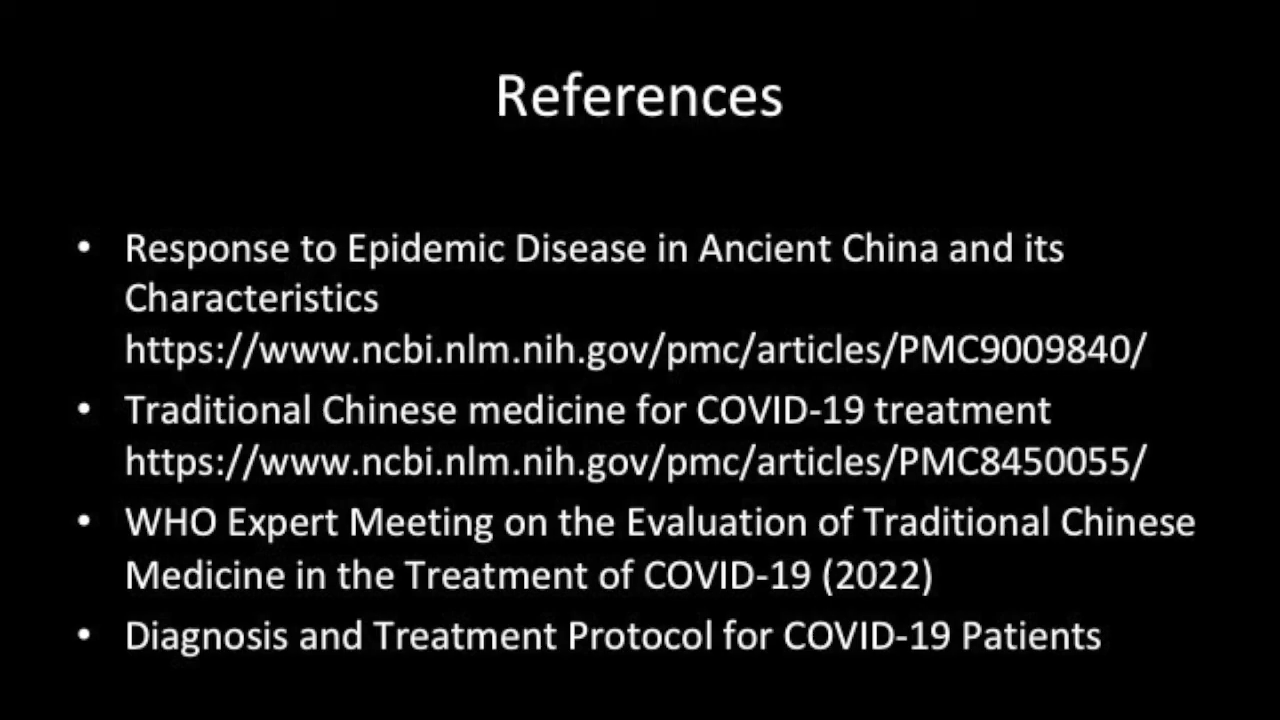 References
• Response to Epidemic Disease in Ancient China and its
Characteristics
https://www.ncbi.nlm.nih.gov/pmc/articles/PMC9009840/
• Traditional Chinese medicine for COVID-19 treatment
https://www.ncbi.nlm.nih.gov/pmc/articles/PMC8450055/
• WHO Expert Meeting on the Evaluation of Traditional Chinese
Medicine in the Treatment of COVID-19 (2022)
• Diagnosis and Treatment Protocol for COVID-19 Patients